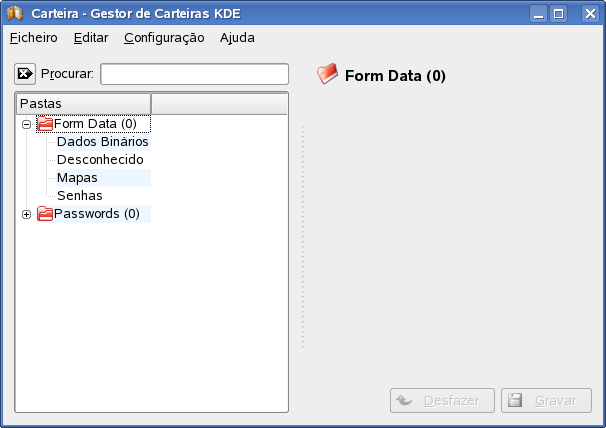 Carteira - Gestor de Carteiras KDE
Ficheiro Editar Configuração Ajuda
Procurar:
Form Data (0)
Pastas
Form Data (0)
Dados Binários
Desconhecido
Mapas
Senhas
Passwords (0)
Desfazer Gravar